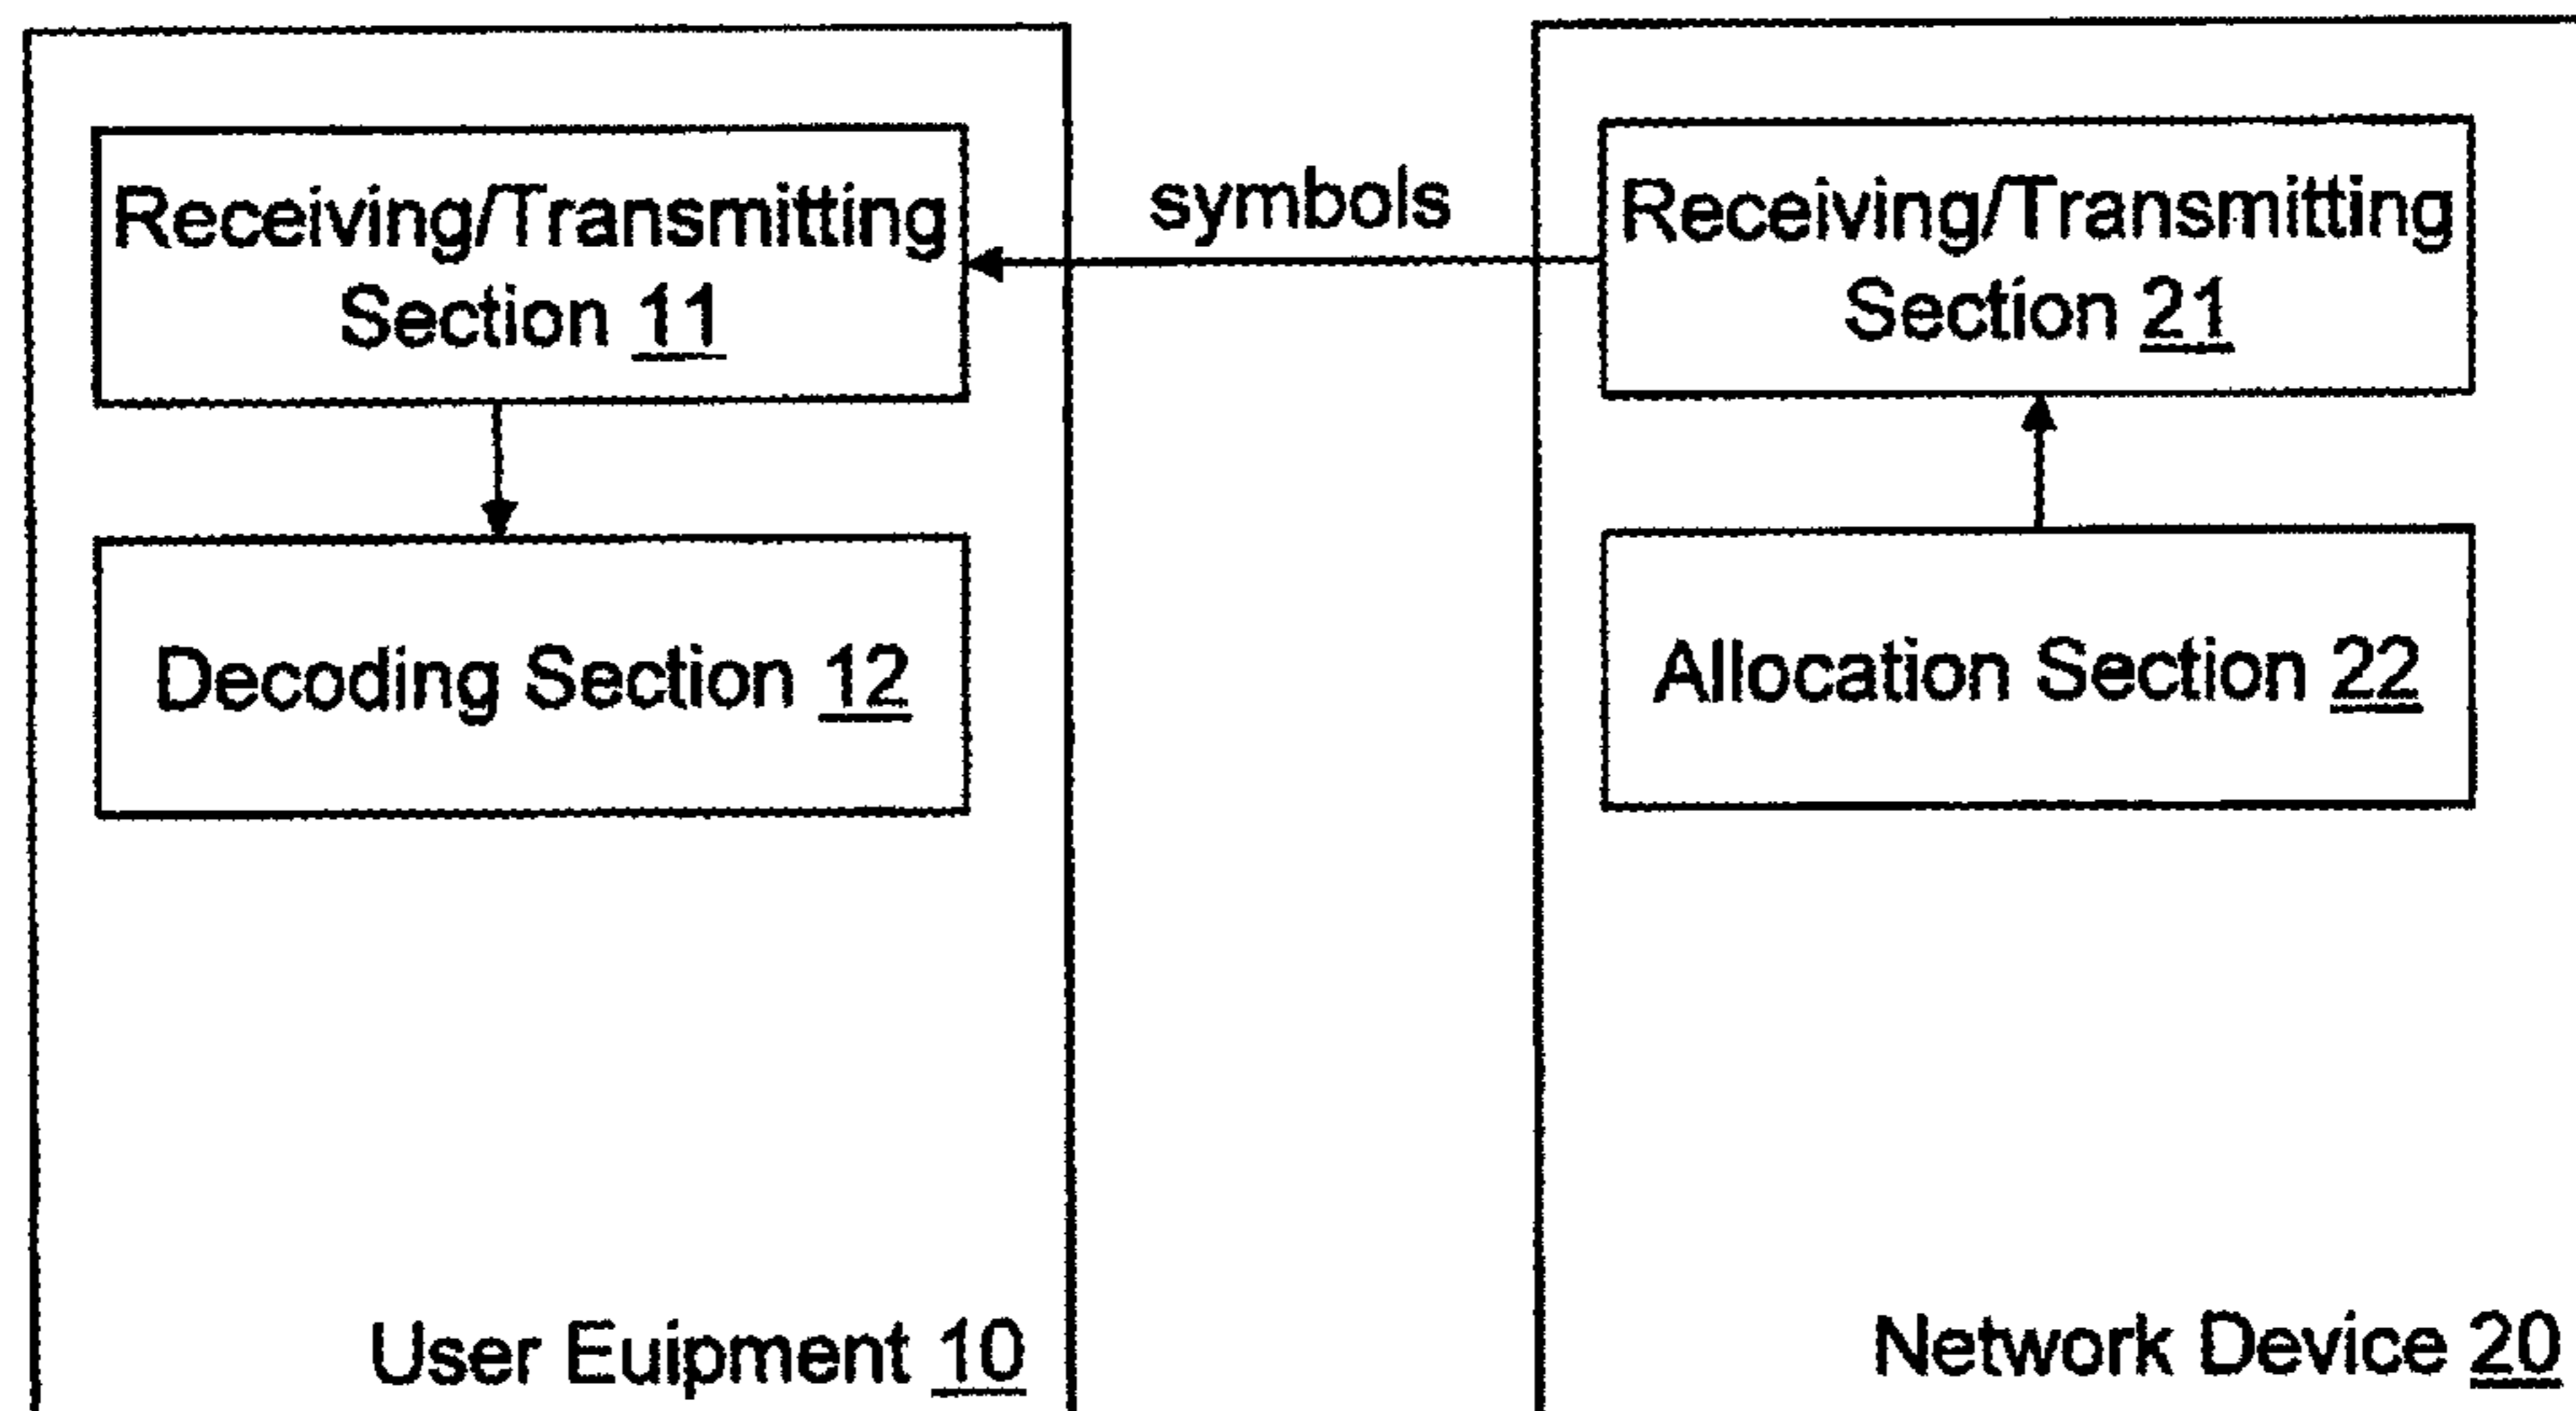 Receiving/Transmitting
Section 11
symbols
Receiving/Transmitting
Section 21
Decoding Section 12
Allocation Section 22
User Euipment 10
Network Device 20